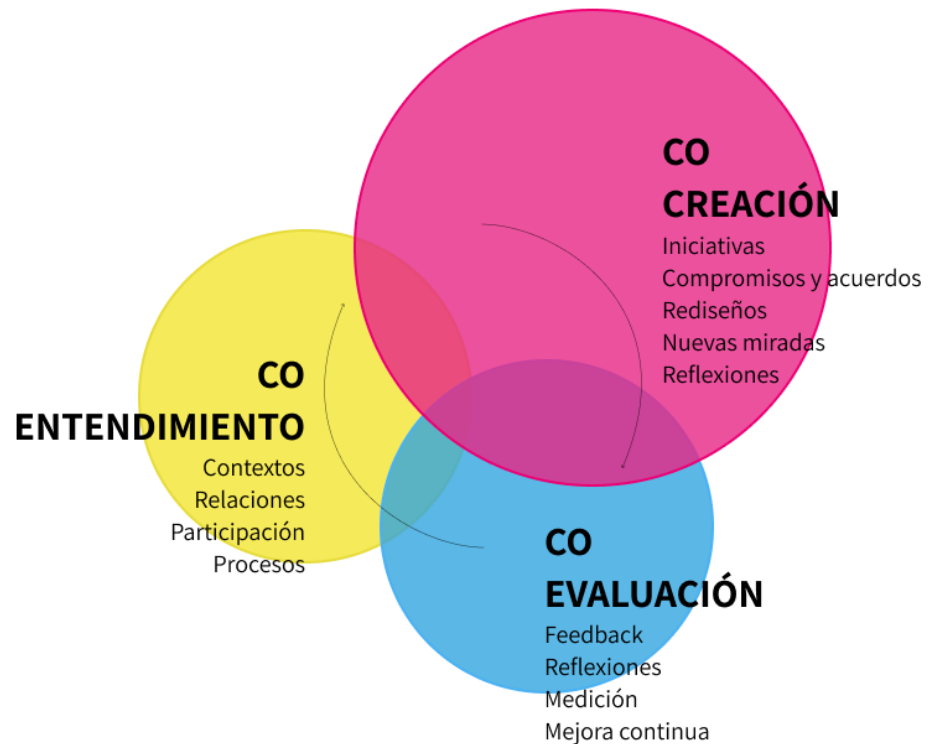 CO
CREACIÓN
Iniciativas
Compromisos y acuerdos
Rediseños
Nuevas miradas
Reflexiones
CO
ENTENDIMIENTO
Contextos
Relaciones
Participación
Procesos
CO
EVALUACIÓN
Feedback
Reflexiones
Medición
Mejora continua